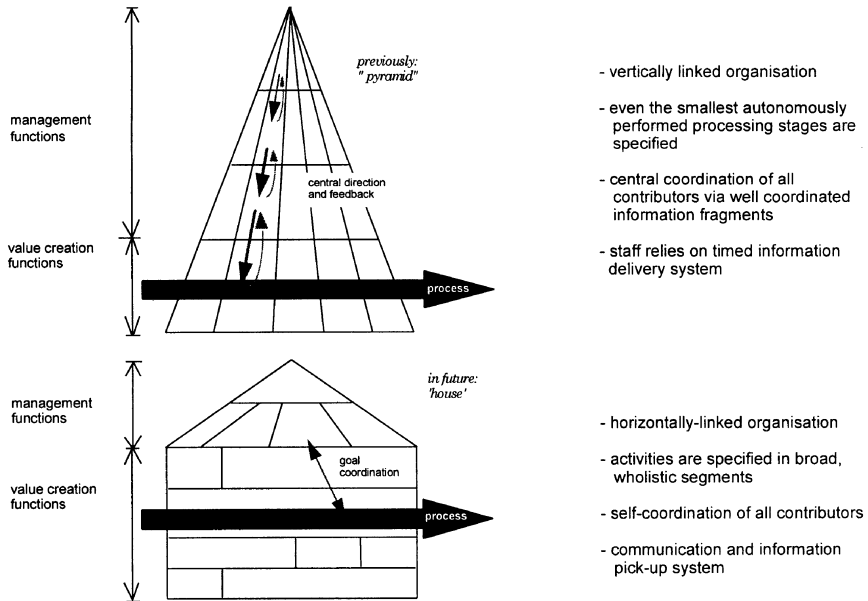 previously:
" pyramid"
management
functions
central direction
and feedback
value creation
functions
process
- vertically linked organisation
- even the smallest autonomously
performed processing stages are
specified
- central coordination of all
contributors via well coordinated
information fragments
- staff relies on timed information
delivery system
in future:
'house'
management
functions
goal
coordination
value creation
functions
process
- horizontally-linked organisation
- activities are specified in broad,
wholistic segments
- self-coordination of all contributors
- communication and information
pick-up system